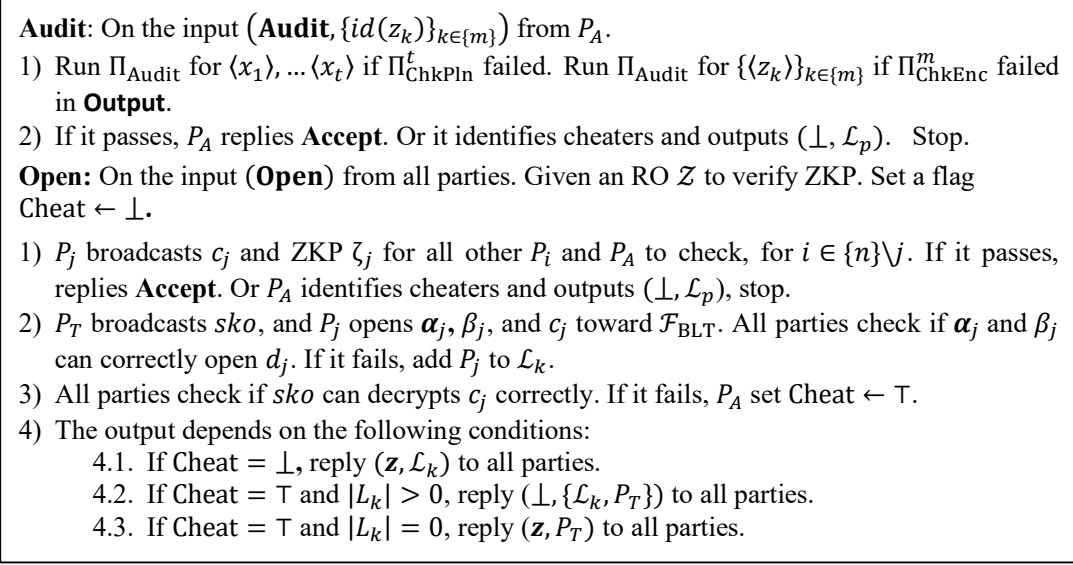 Audit: On the input (Audit, {id(z_k)}_{k∈{m}}) from P_A.
1) Run Π_Audit for ⟨x_1⟩, … ⟨x_t⟩ if Π^t_ChkPln failed. Run Π_Audit for {⟨z_k⟩}_{k∈{m}} if Π^m_ChkEnc failed
in Output.
2) If it passes, P_A replies Accept. Or it identifies cheaters and outputs (⊥, ℒ_p). Stop.
Open: On the input (Open) from all parties. Given an RO 𝒵 to verify ZKP. Set a flag
Cheat ← ⊥.
1) P_j broadcasts c_j and ZKP ζ_j for all other P_i and P_A to check, for i ∈ {n}\j. If it passes,
replies Accept. Or P_A identifies cheaters and outputs (⊥, ℒ_p), stop.
2) P_T broadcasts sko, and P_j opens α_j, β_j, and c_j toward ℱ_BLT. All parties check if α_j and β_j
can correctly open d_j. If it fails, add P_j to ℒ_k.
3) All parties check if sko can decrypts c_j correctly. If it fails, P_A set Cheat ← ⊤.
4) The output depends on the following conditions:
4.1. If Cheat = ⊥, reply (z, ℒ_k) to all parties.
4.2. If Cheat = ⊤ and |L_k| > 0, reply (⊥, {ℒ_k, P_T}) to all parties.
4.3. If Cheat = ⊤ and |L_k| = 0, reply (z, P_T) to all parties.